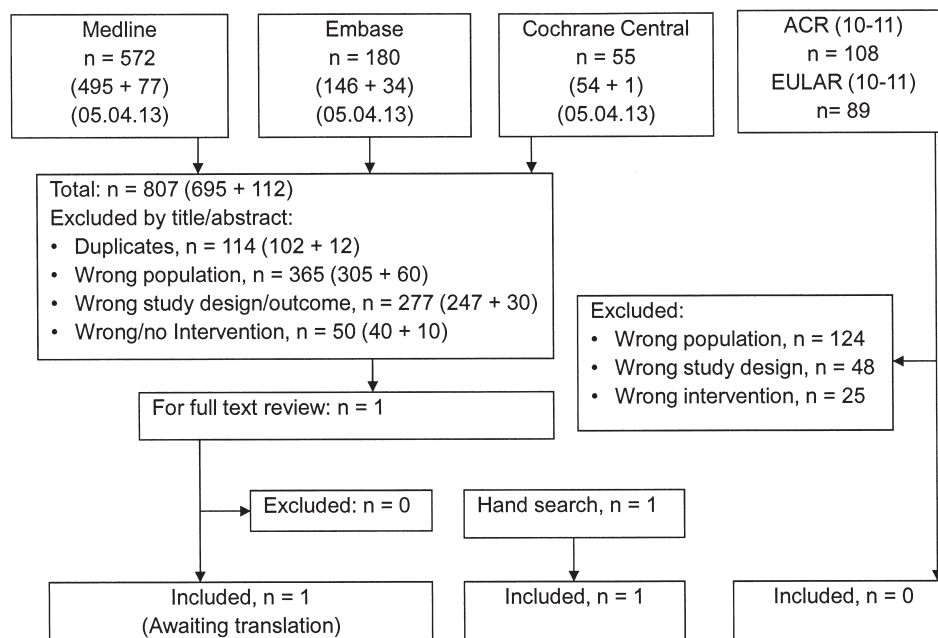 Medline
n = 572
(495 + 77)
(05.04.13)
Embase
n = 180
(146 + 34)
(05.04.13)
Cochrane Central
n = 55
(54 + 1)
(05.04.13)
ACR (10-11)
n = 108
EULAR (10-11)
n= 89
Total: n = 807 (695 + 112)
Excluded by title/abstract:
• Duplicates, n = 114 (102 + 12)
• Wrong population, n = 365 (305 + 60)
• Wrong study design/outcome, n = 277 (247 + 30)
• Wrong/no Intervention, n = 50 (40 + 10)
Excluded:
• Wrong population, n = 124
• Wrong study design, n = 48
• Wrong intervention, n = 25
For full text review: n = 1
Excluded: n = 0
Hand search, n = 1
Included, n = 1
(Awaiting translation)
Included, n = 1
Included, n = 0